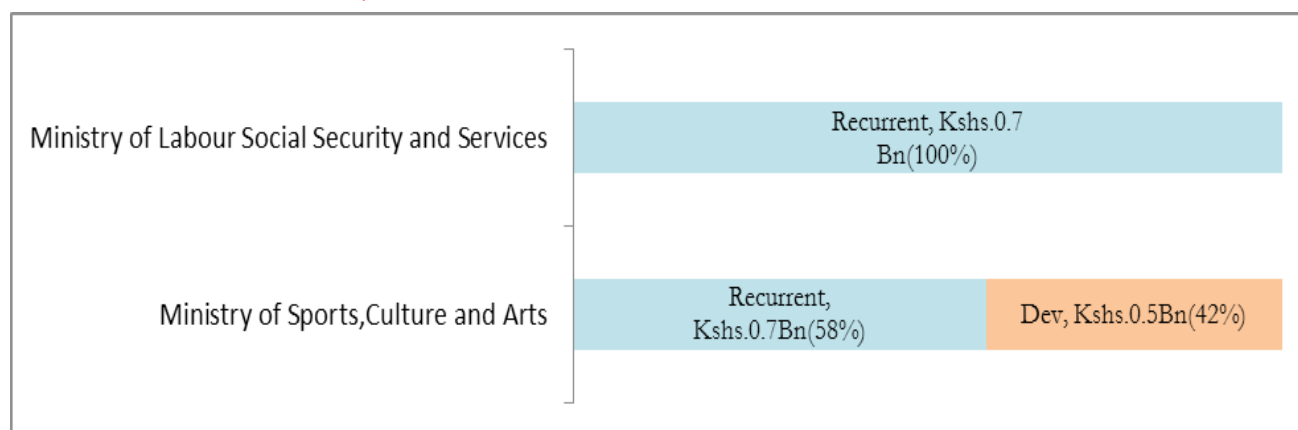 Ministry of Labour Social Security and Services
Recurrent, Kshs.0.7
Bn(100%)
Ministry of Sports,Culture and Arts
Recurrent,
Kshs.0.7Bn(58%)
Dev, Kshs.0.5Bn(42%)